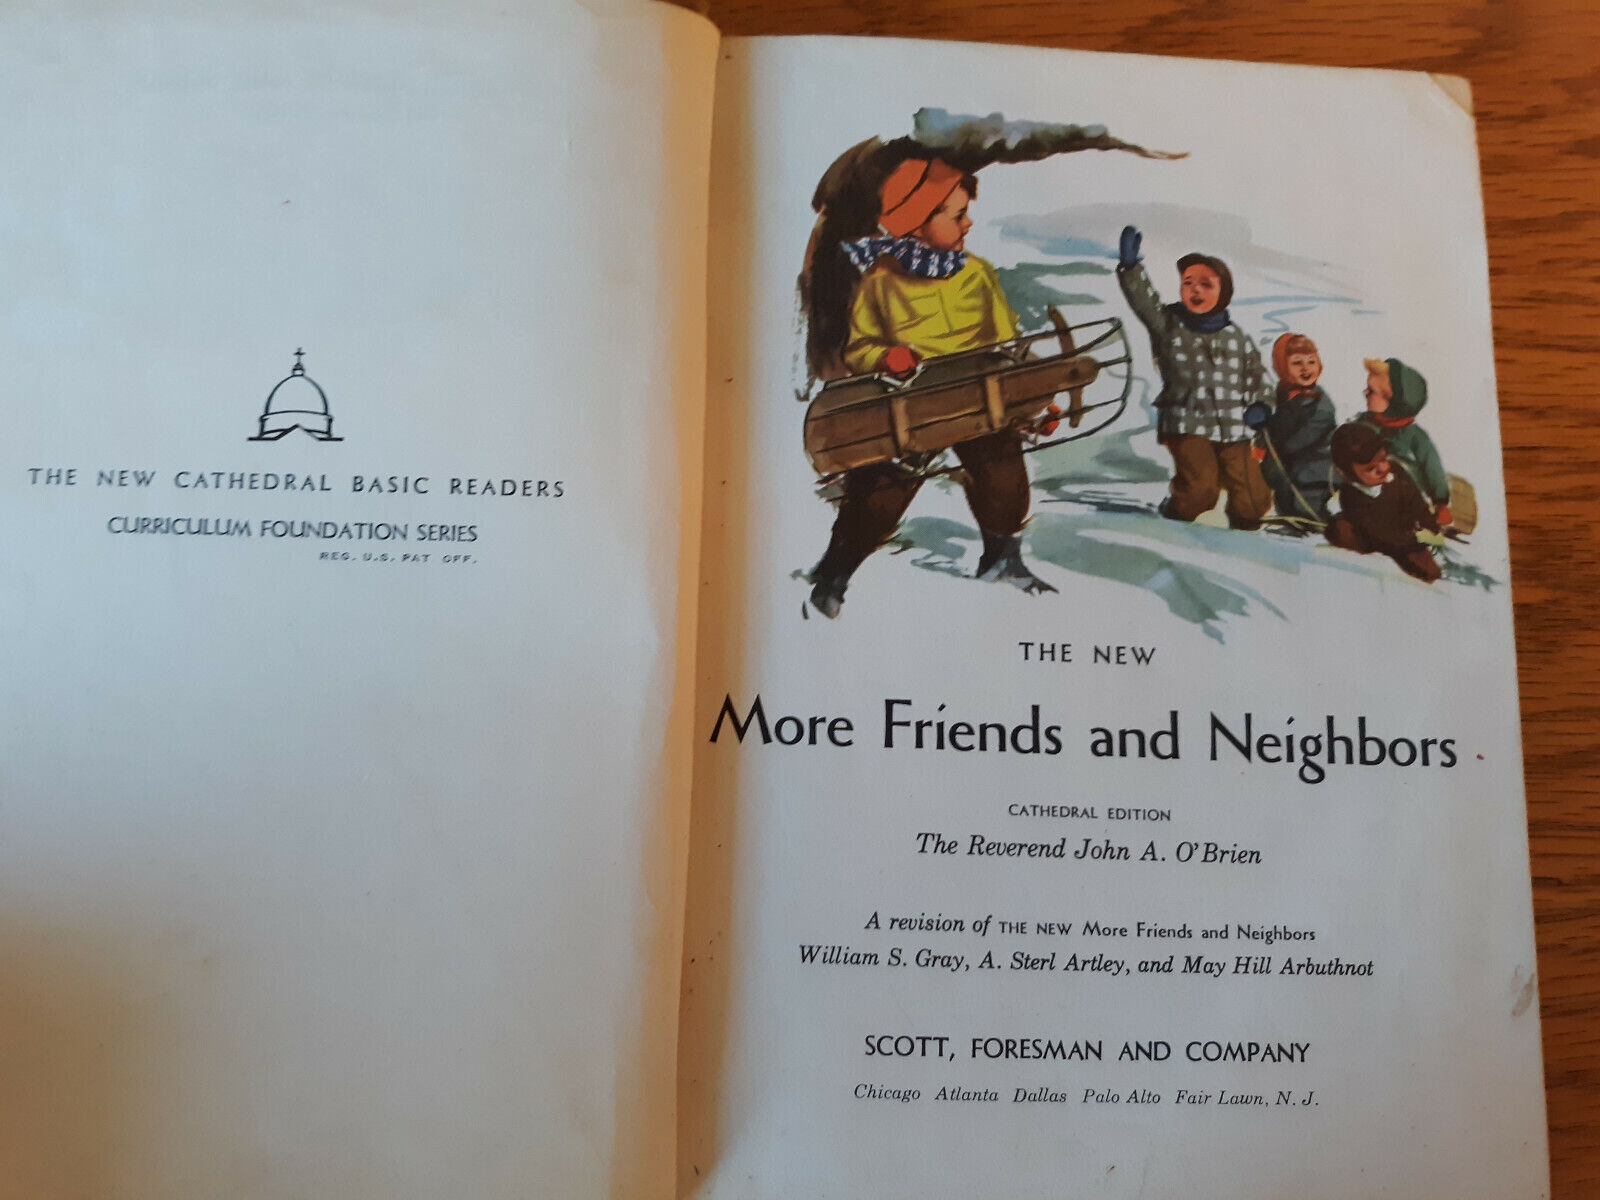 THE NEW CATHEDRAL BASIC READERS
CURRICULUM FOUNDATION SERIES
REG. U.S. PAT OFF.
THE NEW
More Friends and Neighbors
CATHEDRAL EDITION
The Reverend John A. O'Brien
A revision of THE NEW More Friends and Neighbors
William S. Gray, A. Sterl Artley, and May Hill Arbuthnot
SCOTT, FORESMAN AND COMPANY
Chicago Atlanta Dallas Palo Alto Fair Lawn, N. J.